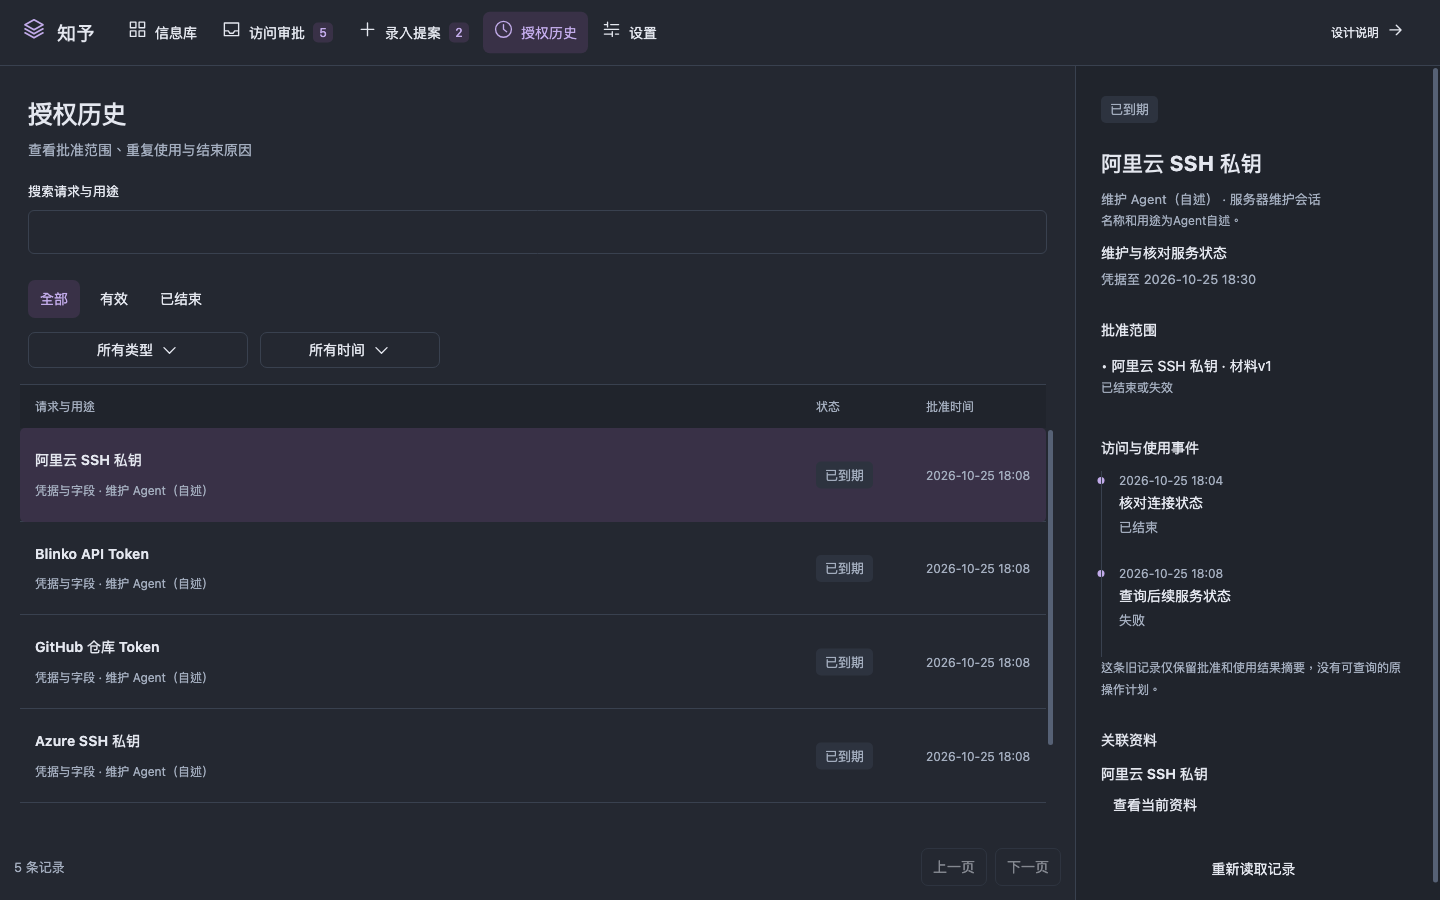 知予
信息库
访问审批 5
录入提案 2
授权历史
设置
设计说明
授权历史
查看批准范围、重复使用与结束原因
搜索请求与用途
全部
有效
已结束
所有类型
所有时间
请求与用途
状态
批准时间
阿里云 SSH 私钥
凭据与字段 · 维护 Agent（自述）
已到期
2026-10-25 18:08
Blinko API Token
凭据与字段 · 维护 Agent（自述）
已到期
2026-10-25 18:08
GitHub 仓库 Token
凭据与字段 · 维护 Agent（自述）
已到期
2026-10-25 18:08
Azure SSH 私钥
凭据与字段 · 维护 Agent（自述）
已到期
2026-10-25 18:08
5 条记录
上一页
下一页
已到期
阿里云 SSH 私钥
维护 Agent（自述） · 服务器维护会话
名称和用途为Agent自述。
维护与核对服务状态
凭据至 2026-10-25 18:30
批准范围
• 阿里云 SSH 私钥 · 材料v1
已结束或失效
访问与使用事件
2026-10-25 18:04
核对连接状态
已结束
2026-10-25 18:08
查询后续服务状态
失败
这条旧记录仅保留批准和使用结果摘要，没有可查询的原
操作计划。
关联资料
阿里云 SSH 私钥
查看当前资料
重新读取记录